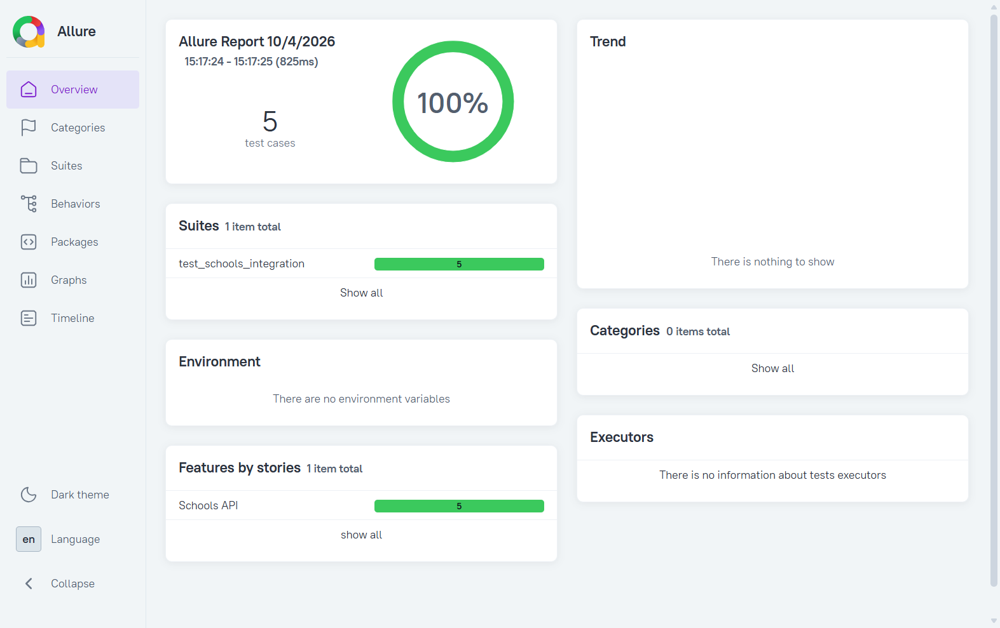 Allure
Overview
Categories
Suites
Behaviors
Packages
Graphs
Timeline
Dark theme
en Language
Collapse
Allure Report 10/4/2026
15:17:24 - 15:17:25 (825ms)
5
test cases
100%
Suites 1 item total
test_schools_integration 5
Show all
Environment
There are no environment variables
Features by stories 1 item total
Schools API 5
show all
Trend
There is nothing to show
Categories 0 items total
Show all
Executors
There is no information about tests executors